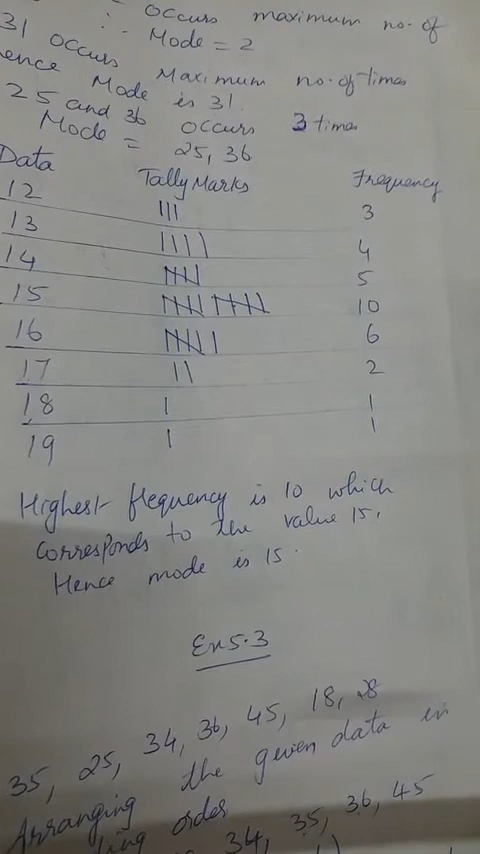 occurs maximum no. of
∴ Mode = 2
31 occurs Maximum no. of times
Mode is 31.
25 and 36 occurs 3 times
Mode = 25, 36
Data Tally Marks Frequency
12 ||| 3
13 |||| 4
14 5
15 10
16 6
17 || 2
18 | 1
19 | 1
Highest frequency is 10 which
corresponds to the value 15.
Hence mode is 15.
Ex 5.3
35, 25, 34, 36, 45, 18, 28
Arranging the given data in
order
34, 35, 36, 45